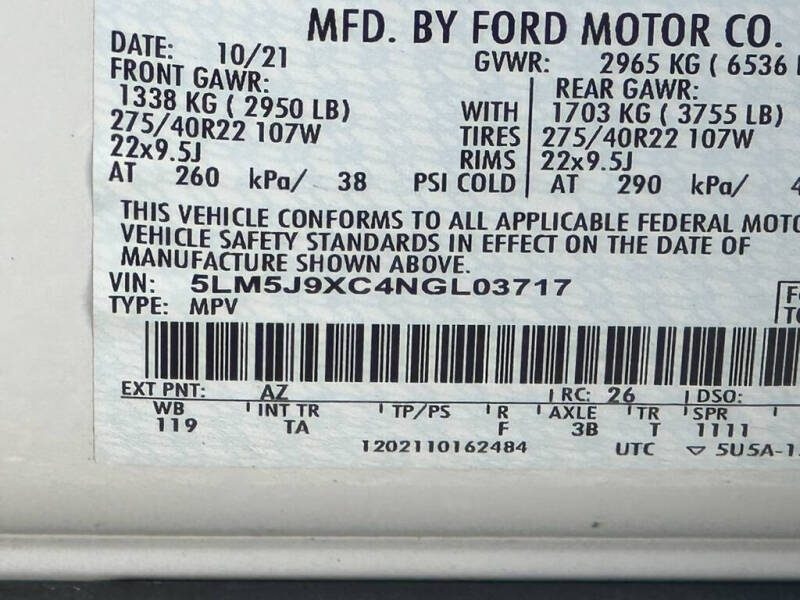 MFD. BY FORD MOTOR CO.
DATE: 10/21 GVWR: 2965 KG ( 6536
FRONT GAWR: REAR GAWR:
1338 KG ( 2950 LB) WITH 1703 KG ( 3755 LB)
275/40R22 107W TIRES 275/40R22 107W
22x9.5J RIMS 22x9.5J
AT 260 kPa/ 38 PSI COLD AT 290 kPa/ 4
THIS VEHICLE CONFORMS TO ALL APPLICABLE FEDERAL MOTO
VEHICLE SAFETY STANDARDS IN EFFECT ON THE DATE OF
MANUFACTURE SHOWN ABOVE.
VIN: 5LM5J9XC4NGL03717
TYPE: MPV
EXT PNT: AZ RC: 26 DSO:
WB INT TR TP/PS R AXLE TR SPR
119 TA F 3B T 1111
1202110162484 UTC ▽ 5U5A-1